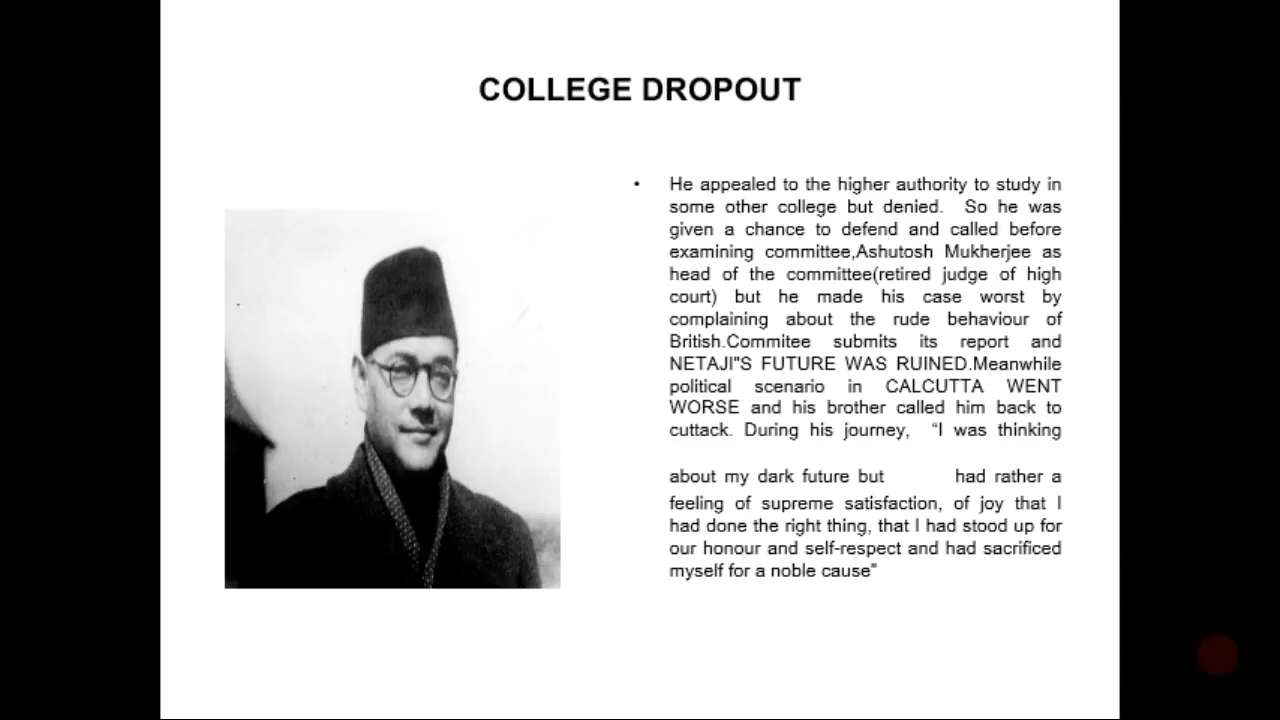 COLLEGE DROPOUT
• He appealed to the higher authority to study in
some other college but denied. So he was
given a chance to defend and called before
examining committee,Ashutosh Mukherjee as
head of the committee(retired judge of high
court) but he made his case worst by
complaining about the rude behaviour of
British.Commitee submits its report and
NETAJI"S FUTURE WAS RUINED.Meanwhile
political scenario in CALCUTTA WENT
WORSE and his brother called him back to
cuttack. During his journey, “I was thinking
about my dark future but had rather a
feeling of supreme satisfaction, of joy that I
had done the right thing, that I had stood up for
our honour and self-respect and had sacrificed
myself for a noble cause"